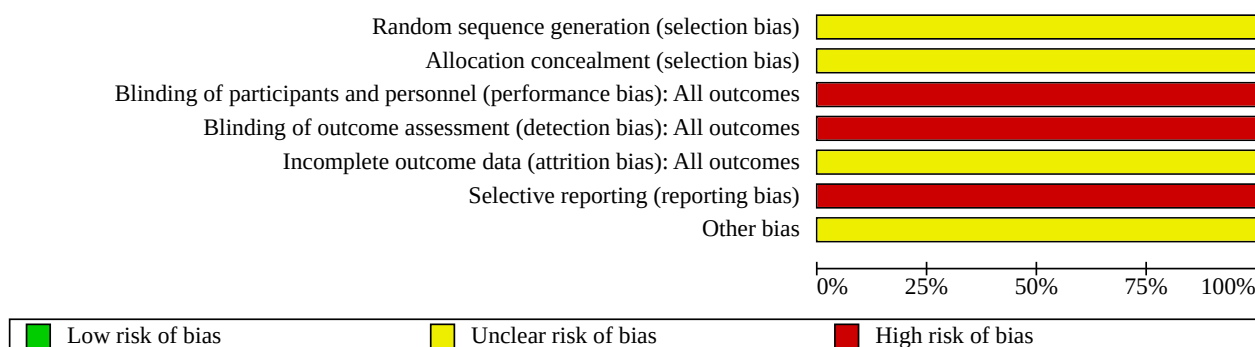 Random sequence generation (selection bias)
Allocation concealment (selection bias)
Blinding of participants and personnel (performance bias): All outcomes
Blinding of outcome assessment (detection bias): All outcomes
Incomplete outcome data (attrition bias): All outcomes
Selective reporting (reporting bias)
Other bias
0% 25% 50% 75% 100%
Low risk of bias Unclear risk of bias High risk of bias